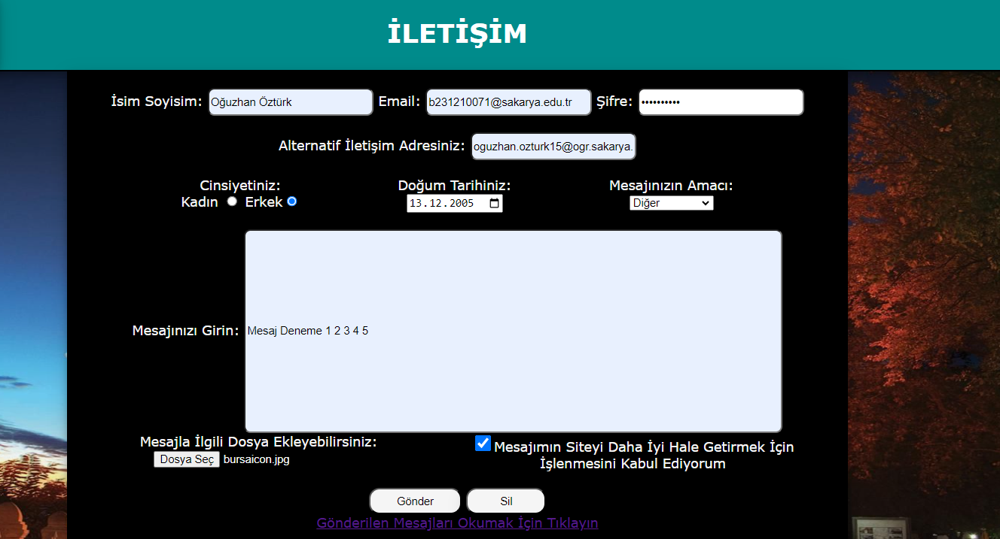 İLETİŞİM
İsim Soyisim: Oğuzhan Öztürk Email: b231210071@sakarya.edu.tr Şifre: ••••••••••
Alternatif İletişim Adresiniz: oguzhan.ozturk15@ogr.sakarya.
Cinsiyetiniz: Doğum Tarihiniz: Mesajınızın Amacı:
Kadın Erkek 13.12.2005 Diğer
Mesajınızı Girin: Mesaj Deneme 1 2 3 4 5
Mesajla İlgili Dosya Ekleyebilirsiniz:
Dosya Seç bursaicon.jpg
Mesajımın Siteyi Daha İyi Hale Getirmek İçin
İşlenmesini Kabul Ediyorum
Gönder Sil
Gönderilen Mesajları Okumak İçin Tıklayın